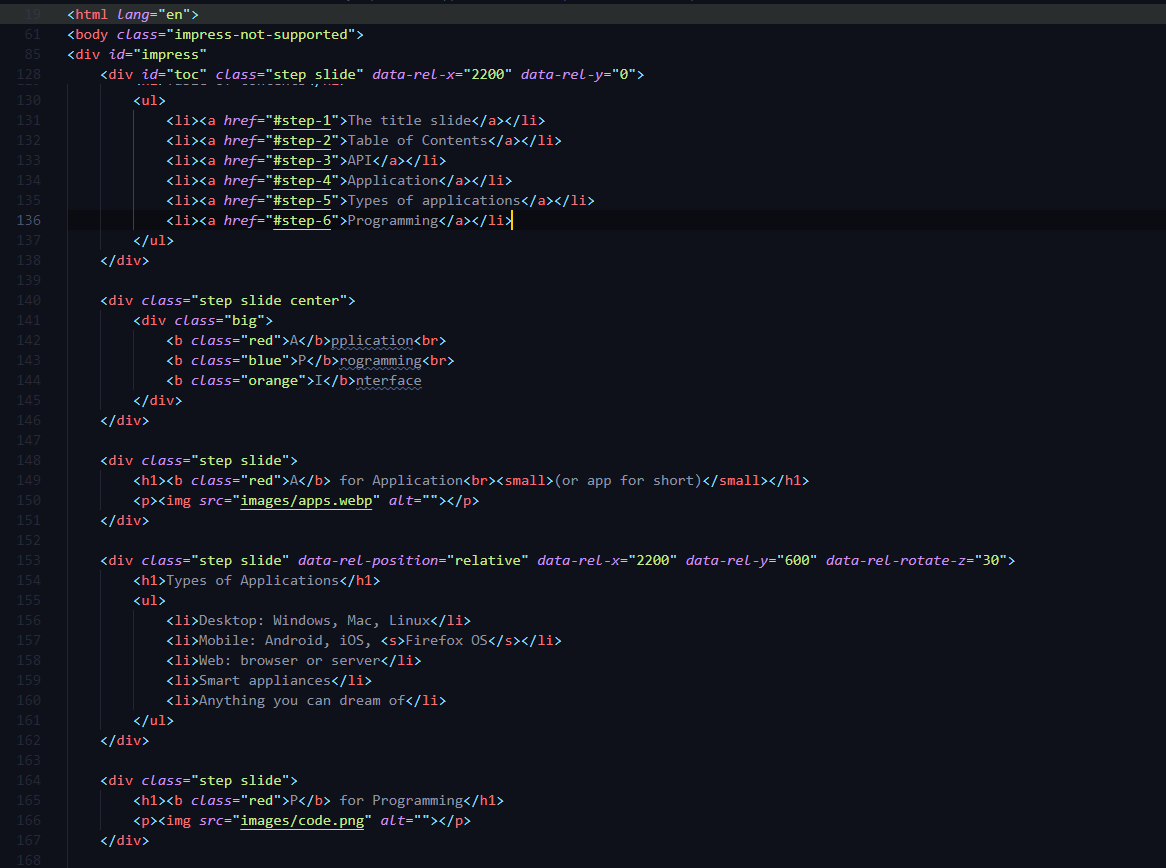 19 <html lang="en">
61 <body class="impress-not-supported">
85 <div id="impress"
128 <div id="toc" class="step slide" data-rel-x="2200" data-rel-y="0">
130 <ul>
131 <li><a href="#step-1">The title slide</a></li>
132 <li><a href="#step-2">Table of Contents</a></li>
133 <li><a href="#step-3">API</a></li>
134 <li><a href="#step-4">Application</a></li>
135 <li><a href="#step-5">Types of applications</a></li>
136 <li><a href="#step-6">Programming</a></li>
137 </ul>
138 </div>
139
140 <div class="step slide center">
141 <div class="big">
142 <b class="red">A</b>pplication<br>
143 <b class="blue">P</b>rogramming<br>
144 <b class="orange">I</b>nterface
145 </div>
146 </div>
147
148 <div class="step slide">
149 <h1><b class="red">A</b> for Application<br><small>(or app for short)</small></h1>
150 <p><img src="images/apps.webp" alt=""></p>
151 </div>
152
153 <div class="step slide" data-rel-position="relative" data-rel-x="2200" data-rel-y="600" data-rel-rotate-z="30">
154 <h1>Types of Applications</h1>
155 <ul>
156 <li>Desktop: Windows, Mac, Linux</li>
157 <li>Mobile: Android, iOS, <s>Firefox OS</s></li>
158 <li>Web: browser or server</li>
159 <li>Smart appliances</li>
160 <li>Anything you can dream of</li>
161 </ul>
162 </div>
163
164 <div class="step slide">
165 <h1><b class="red">P</b> for Programming</h1>
166 <p><img src="images/code.png" alt=""></p>
167 </div>
168